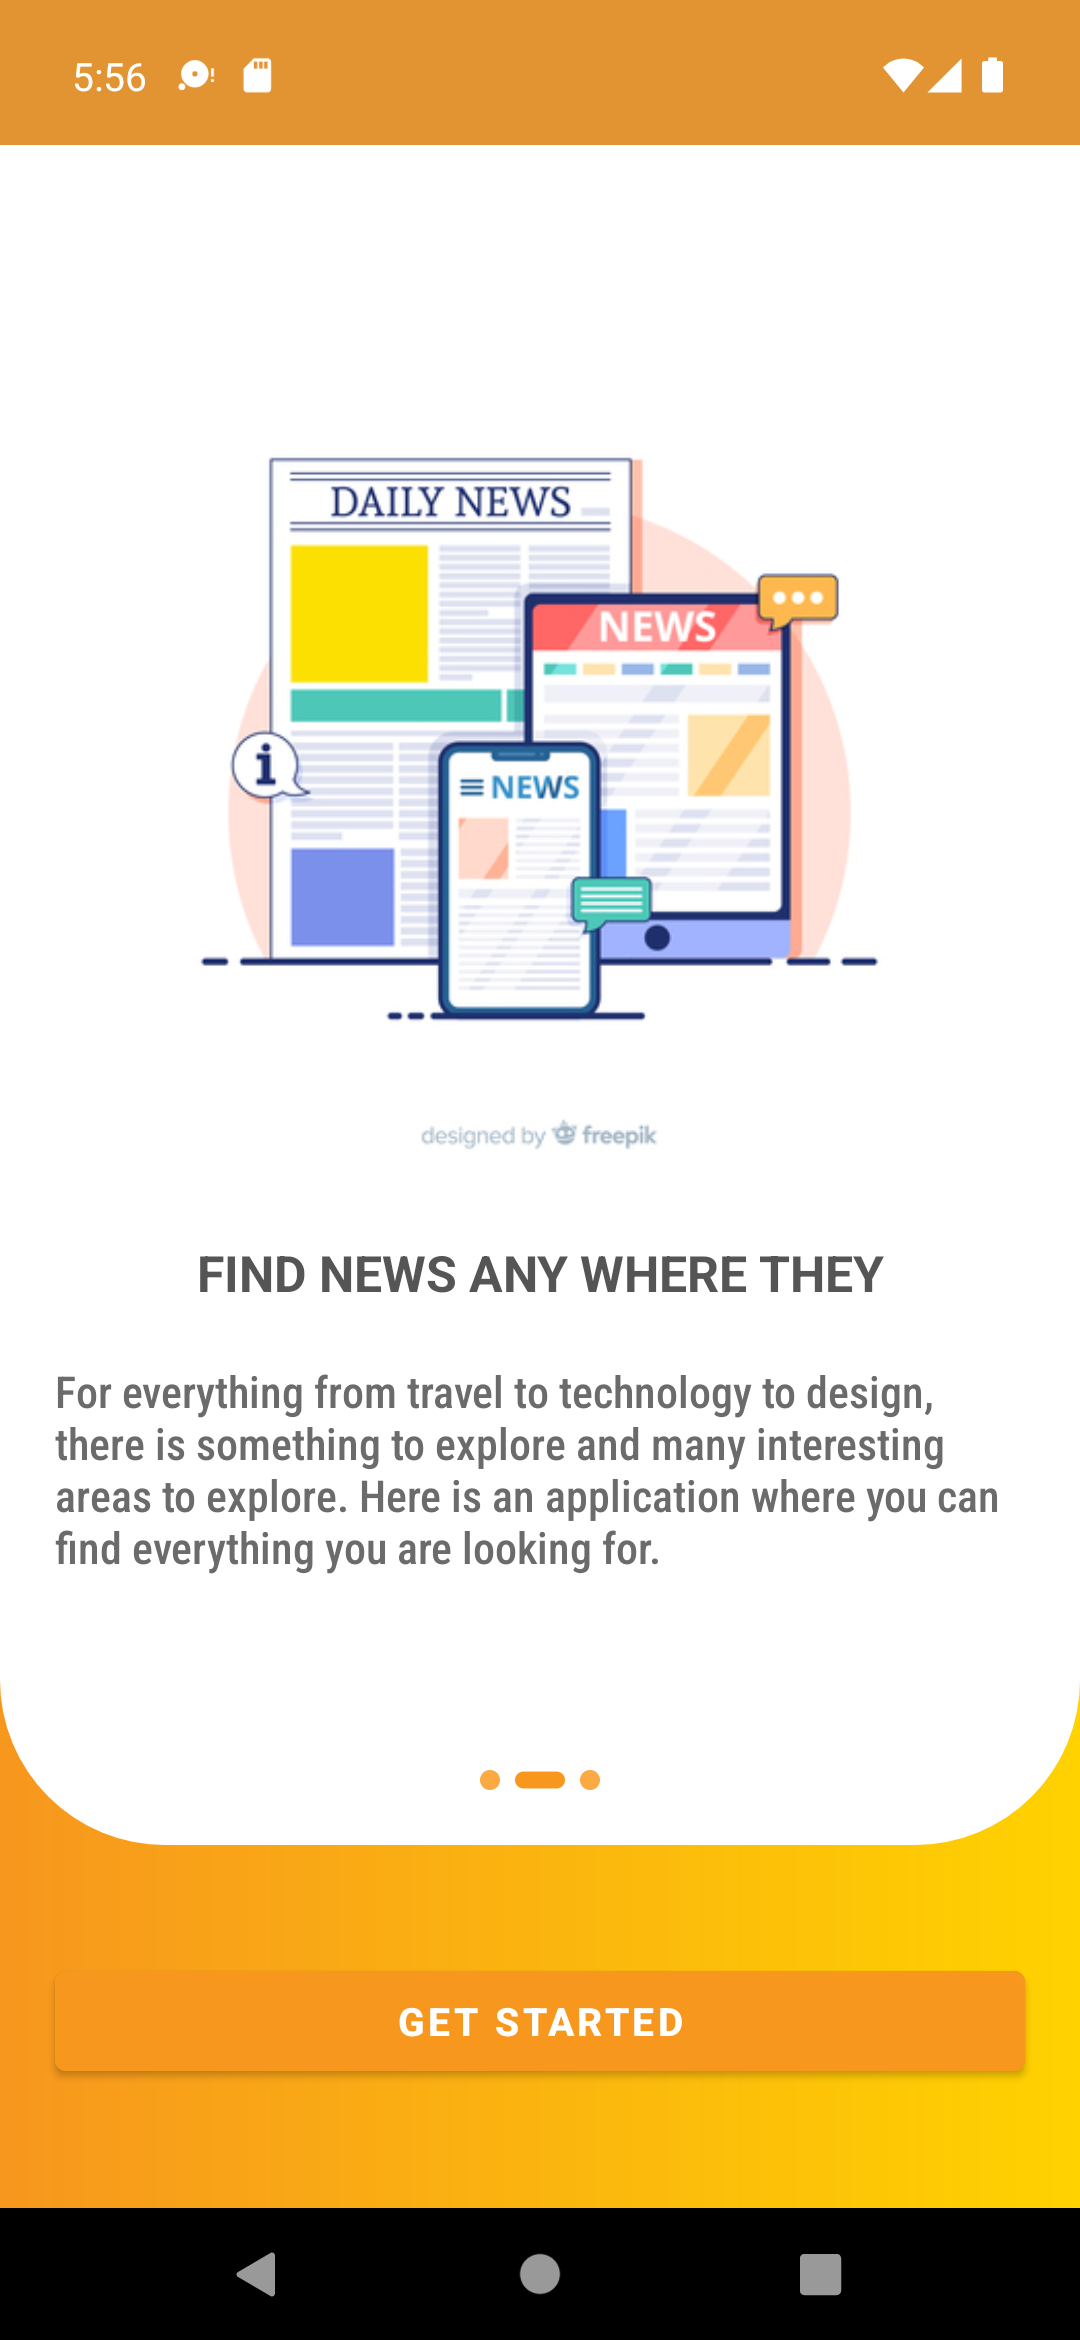 5:56
DAILY NEWS
NEWS
i
NEWS
designed by freepik
FIND NEWS ANY WHERE THEY
For everything from travel to technology to design,
there is something to explore and many interesting
areas to explore. Here is an application where you can
find everything you are looking for.
GET STARTED